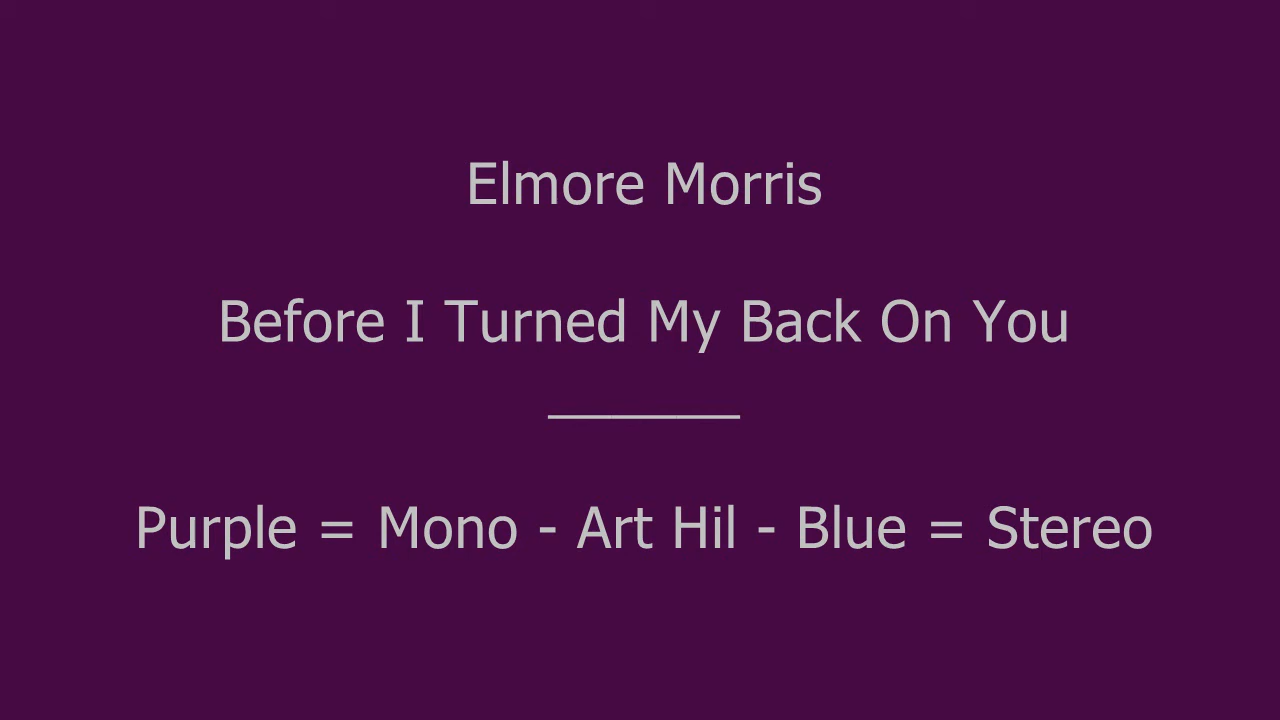 Elmore Morris
Before I Turned My Back On You
Purple = Mono - Art Hil - Blue = Stereo